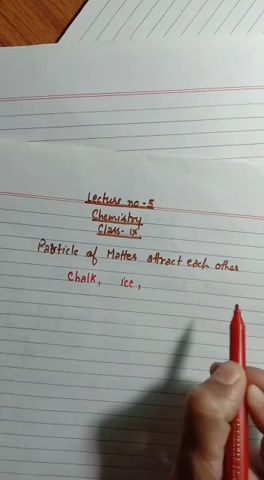 Lecture no-5
Chemistry
Class-IX
Particle of Matter attract each other
Chalk, ice,